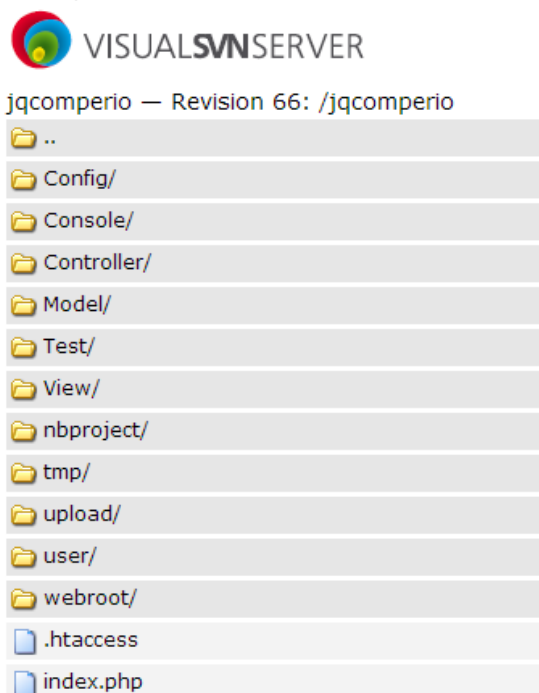 VISUALSVNSERVER
jqcomperio — Revision 66: /jqcomperio
..
Config/
Console/
Controller/
Model/
Test/
View/
nbproject/
tmp/
upload/
user/
webroot/
.htaccess
index.php